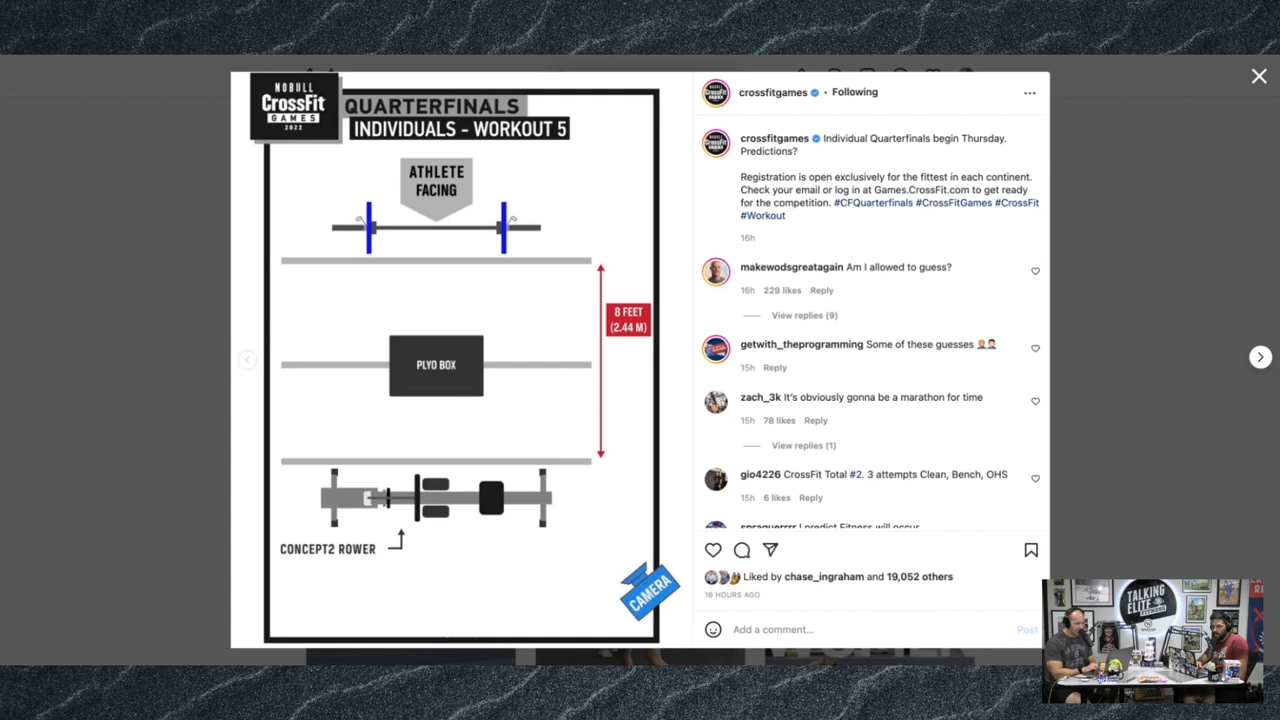 NOBULL
CrossFit
GAMES
2022
QUARTERFINALS
INDIVIDUALS - WORKOUT 5
ATHLETE
FACING
8 FEET
(2.44 M)
PLYO BOX
CONCEPT2 ROWER
CAMERA
crossfitgames • Following
crossfitgames Individual Quarterfinals begin Thursday.
Predictions?
Registration is open exclusively for the fittest in each continent.
Check your email or log in at Games.CrossFit.com to get ready
for the competition. #CFQuarterfinals #CrossFitGames #CrossFit
#Workout
16h
makewodsgreatagain Am I allowed to guess?
16h 229 likes Reply
View replies (9)
getwith_theprogramming Some of these guesses
15h Reply
zach_3k It's obviously gonna be a marathon for time
15h 78 likes Reply
View replies (1)
gio4226 CrossFit Total #2. 3 attempts Clean, Bench, OHS
15h 6 likes Reply
spraguerrrr I predict Fitness will occur
Liked by chase_ingraham and 19,052 others
16 HOURS AGO
Add a comment... Post
TALKING
ELITE
FITNESS